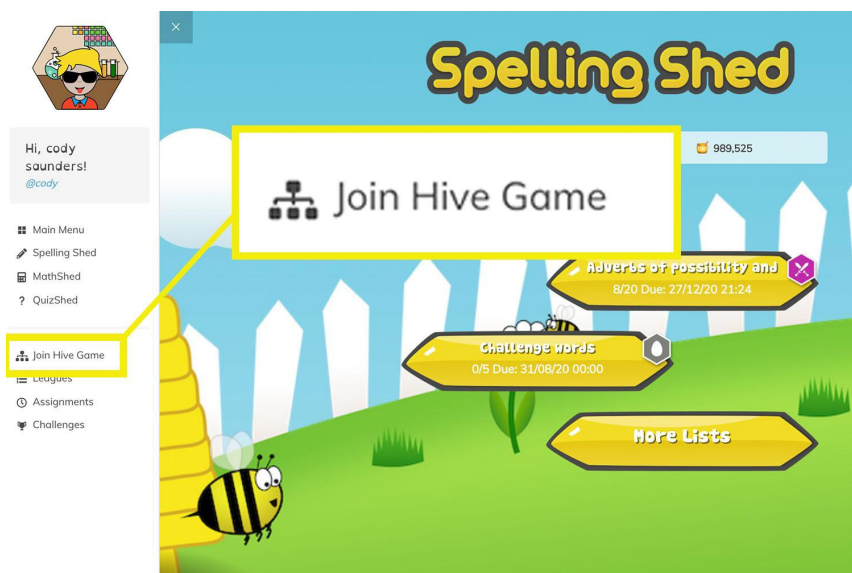 Hi, cody
saunders!
@cody
Main Menu
Spelling Shed
MathShed
? QuizShed
Join Hive Game
Leagues
Assignments
Challenges
×
Spelling Shed
989,525
Join Hive Game
Adverbs of possibility and
8/20 Due: 27/12/20 21:24
Challenge words
0/5 Due: 31/08/20 00:00
More Lists